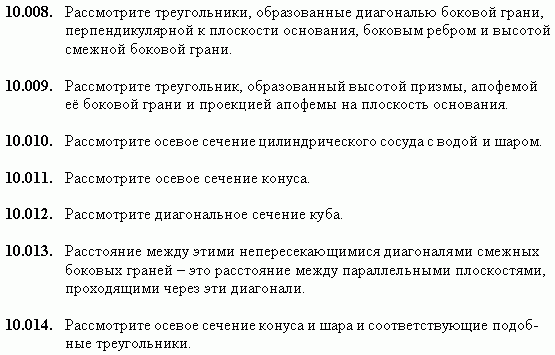 10.008. Рассмотрите треугольники, образованные диагональю боковой грани,
перпендикулярной к плоскости основания, боковым ребром и высотой
смежной боковой грани.
10.009. Рассмотрите треугольник, образованный высотой призмы, апофемой
её боковой грани и проекцией апофемы на плоскость основания.
10.010. Рассмотрите осевое сечение цилиндрического сосуда с водой и шаром.
10.011. Рассмотрите осевое сечение конуса.
10.012. Рассмотрите диагональное сечение куба.
10.013. Расстояние между этими непересекающимися диагоналями смежных
боковых граней – это расстояние между параллельными плоскостями,
проходящими через эти диагонали.
10.014. Рассмотрите осевое сечение конуса и шара и соответствующие подоб-
ные треугольники.